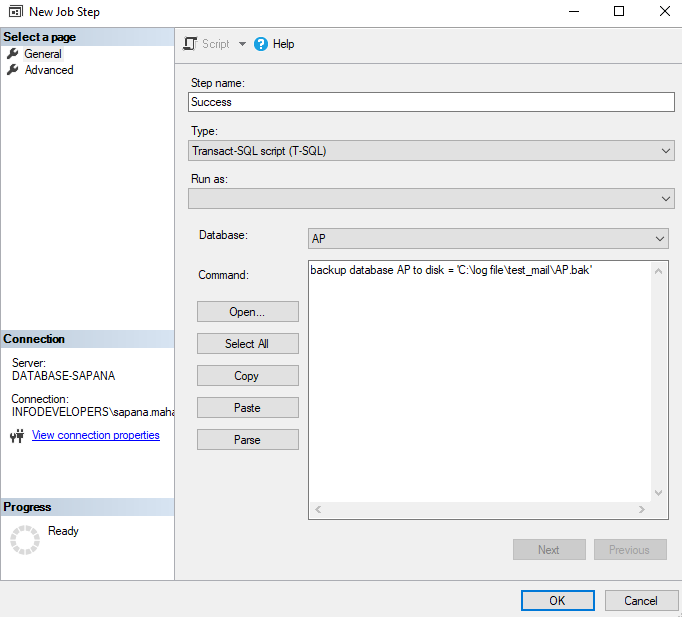 New Job Step
Select a page
General
Advanced
Script
Help
Step name:
Success
Type:
Transact-SQL script (T-SQL)
Run as:
Database:
AP
Command:
backup database AP to disk = 'C:\log file\test_mail\AP.bak'
Open...
Select All
Copy
Paste
Parse
Connection
Server:
DATABASE-SAPANA
Connection:
INFODEVELOPERS\sapana.maha
View connection properties
Progress
Ready
Next
Previous
OK
Cancel